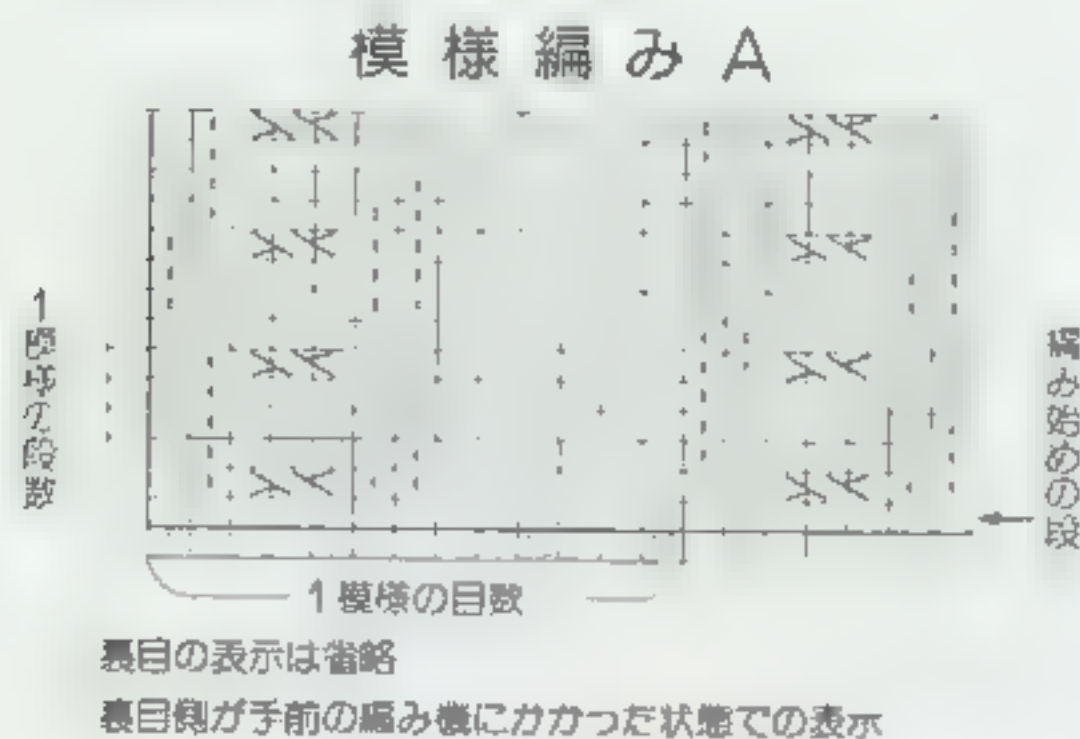 模様編みA
1模様の段数
編み始めの段
1模様の目数
裏目の表示は省略
裏目側が手前の編み機にかかった状態での表示